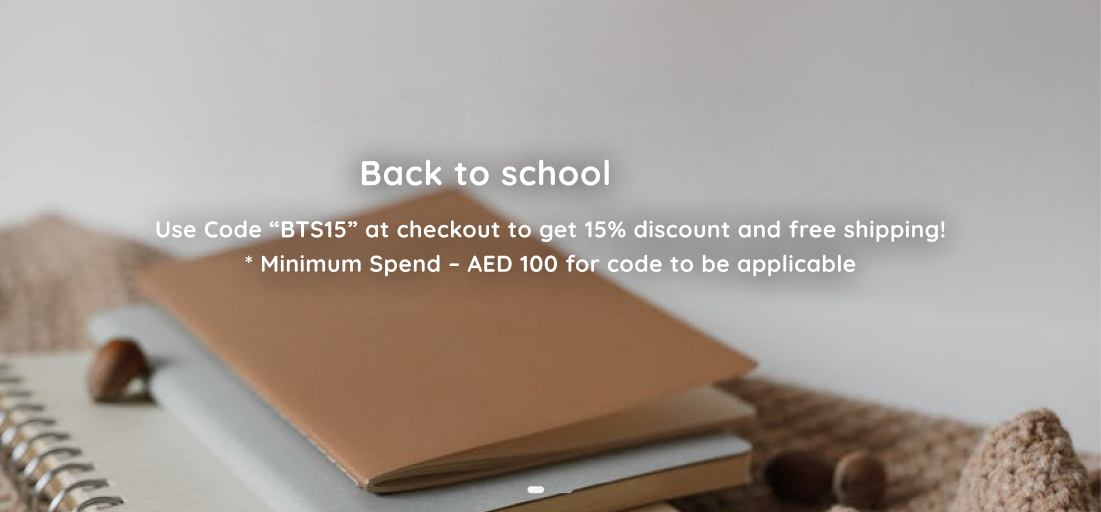 Back to school
Use Code “BTS15” at checkout to get 15% discount and free shipping!
* Minimum Spend – AED 100 for code to be applicable